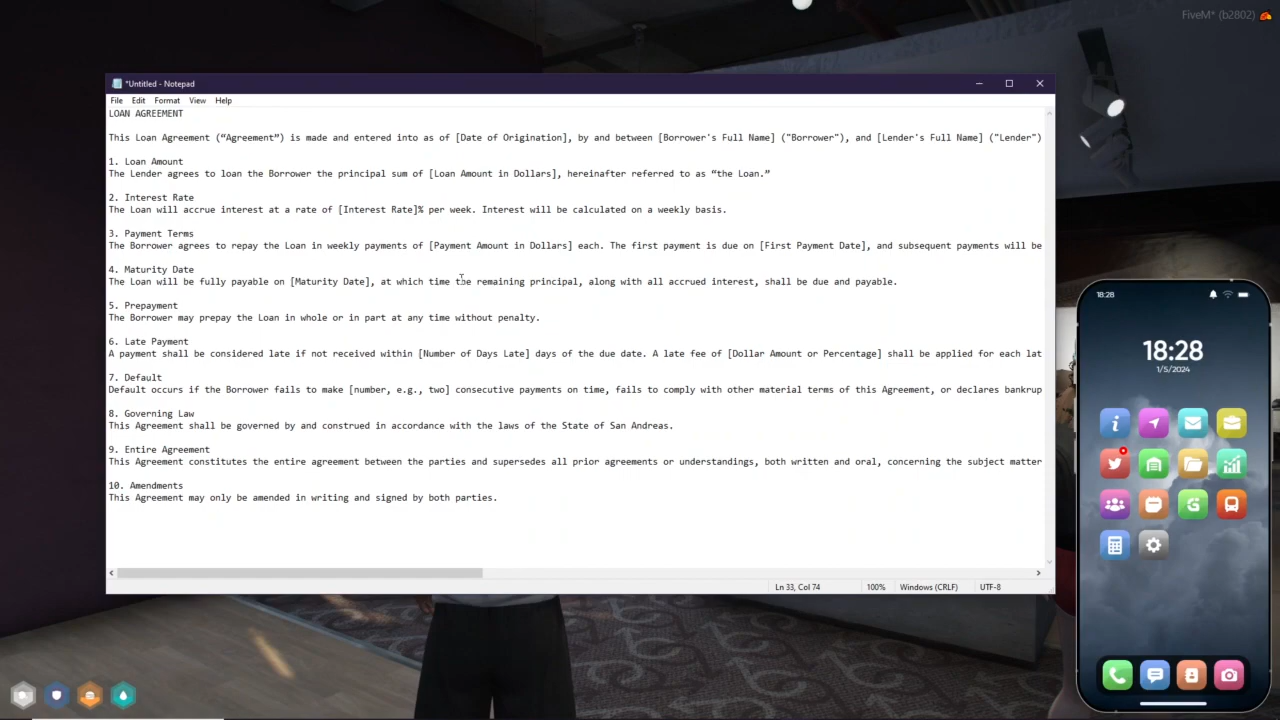 FiveM* (b2802)
*Untitled - Notepad
File Edit Format View Help
LOAN AGREEMENT
This Loan Agreement (“Agreement”) is made and entered into as of [Date of Origination], by and between [Borrower's Full Name] ("Borrower"), and [Lender's Full Name] ("Lender")
1. Loan Amount
The Lender agrees to loan the Borrower the principal sum of [Loan Amount in Dollars], hereinafter referred to as “the Loan.”
2. Interest Rate
The Loan will accrue interest at a rate of [Interest Rate]% per week. Interest will be calculated on a weekly basis.
3. Payment Terms
The Borrower agrees to repay the Loan in weekly payments of [Payment Amount in Dollars] each. The first payment is due on [First Payment Date], and subsequent payments will be
4. Maturity Date
The Loan will be fully payable on [Maturity Date], at which time the remaining principal, along with all accrued interest, shall be due and payable.
5. Prepayment
The Borrower may prepay the Loan in whole or in part at any time without penalty.
6. Late Payment
A payment shall be considered late if not received within [Number of Days Late] days of the due date. A late fee of [Dollar Amount or Percentage] shall be applied for each lat
7. Default
Default occurs if the Borrower fails to make [number, e.g., two] consecutive payments on time, fails to comply with other material terms of this Agreement, or declares bankrup
8. Governing Law
This Agreement shall be governed by and construed in accordance with the laws of the State of San Andreas.
9. Entire Agreement
This Agreement constitutes the entire agreement between the parties and supersedes all prior agreements or understandings, both written and oral, concerning the subject matter
10. Amendments
This Agreement may only be amended in writing and signed by both parties.
Ln 33, Col 74 100% Windows (CRLF) UTF-8
18:28
18:28
1/5/2024